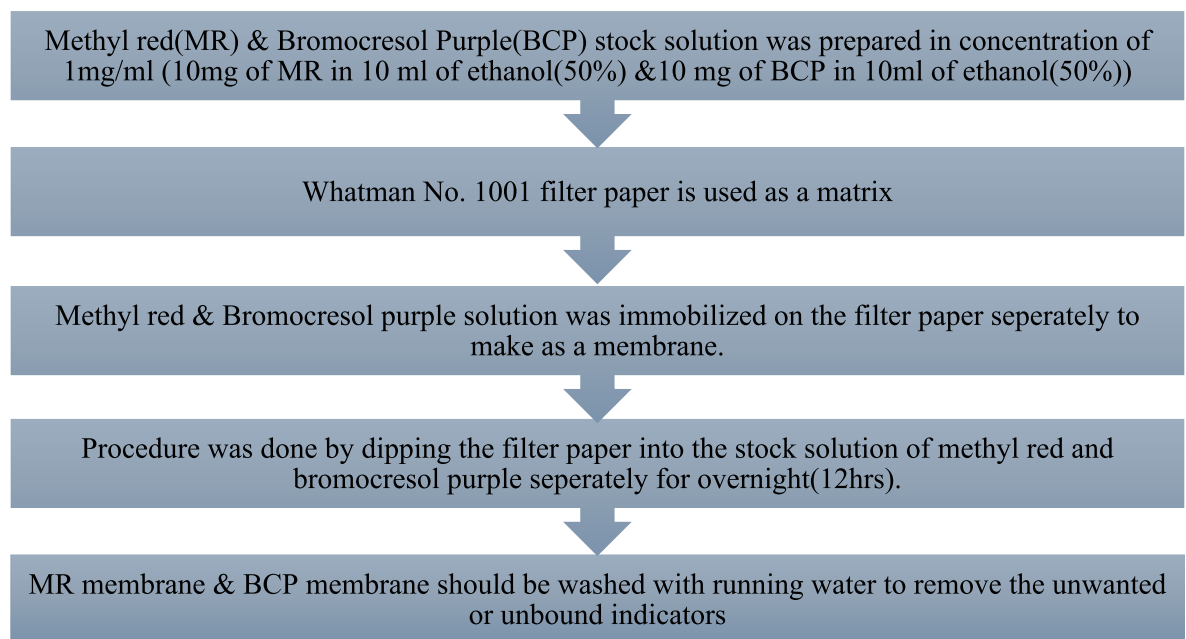 Methyl red(MR) & Bromocresol Purple(BCP) stock solution was prepared in concentration of
1mg/ml (10mg of MR in 10 ml of ethanol(50%) &10 mg of BCP in 10ml of ethanol(50%))
Whatman No. 1001 filter paper is used as a matrix
Methyl red & Bromocresol purple solution was immobilized on the filter paper seperately to
make as a membrane.
Procedure was done by dipping the filter paper into the stock solution of methyl red and
bromocresol purple seperately for overnight(12hrs).
MR membrane & BCP membrane should be washed with running water to remove the unwanted
or unbound indicators